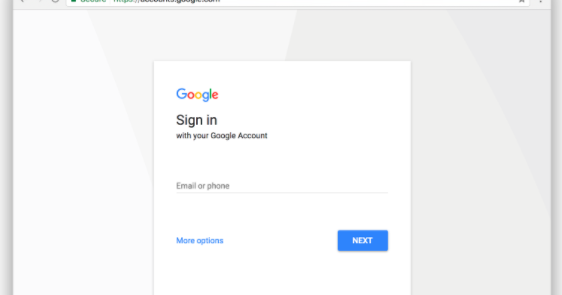 Secure https://accounts.google.com
Google
Sign in
with your Google Account
Email or phone
More options
NEXT